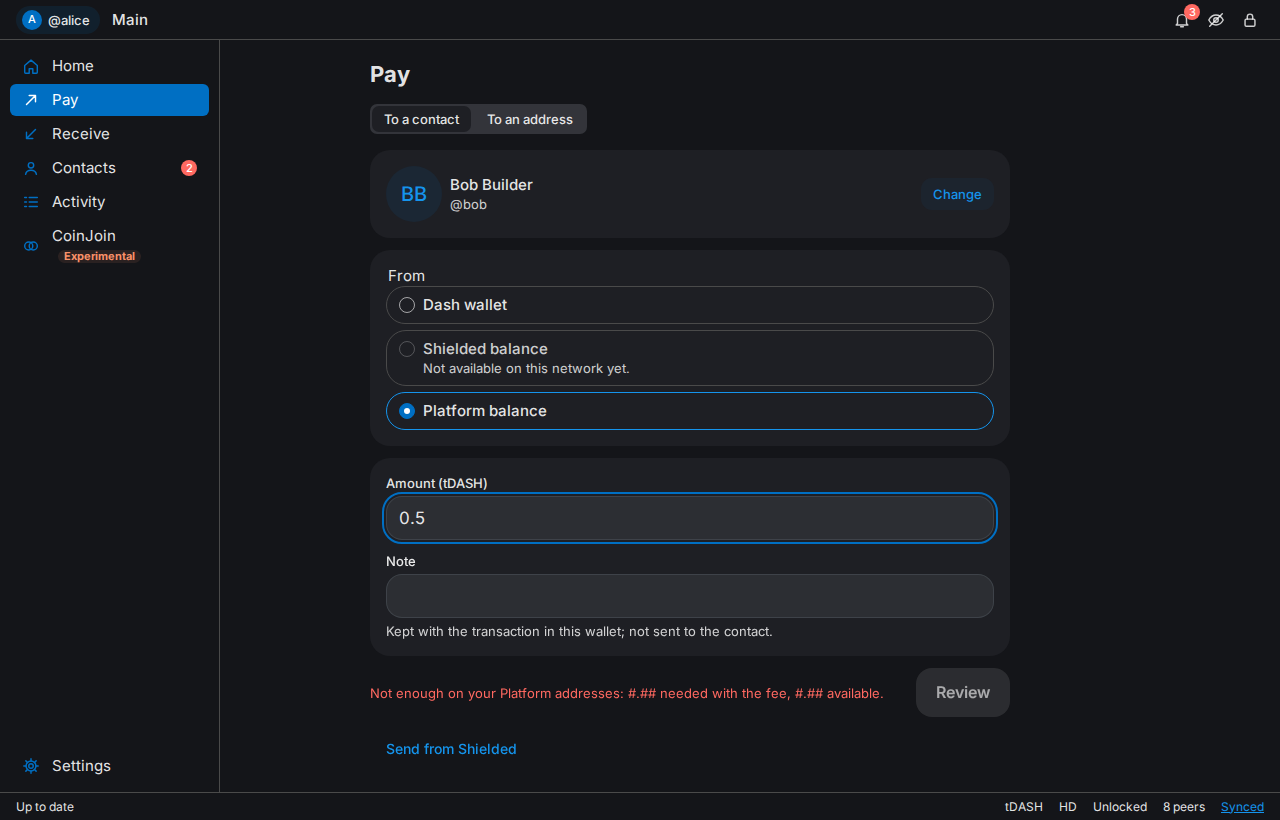 A @alice Main 3
Home
Pay
Receive
Contacts 2
Activity
CoinJoin
Experimental
Settings
Pay
To a contact To an address
BB Bob Builder
@bob
Change
From
Dash wallet
Shielded balance
Not available on this network yet.
Platform balance
Amount (tDASH)
0.5
Note
Kept with the transaction in this wallet; not sent to the contact.
Not enough on your Platform addresses: #.## needed with the fee, #.## available.
Review
Send from Shielded
Up to date tDASH HD Unlocked 8 peers Synced